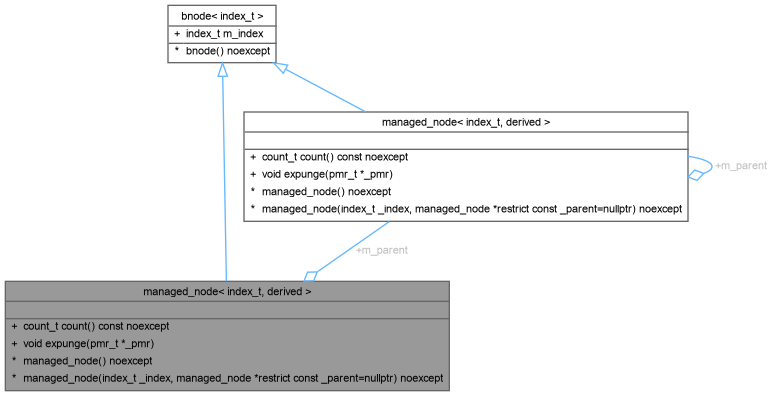 bnode< index_t >
+ index_t m_index
* bnode() noexcept
managed_node< index_t, derived >
+ count_t count() const noexcept
+ void expunge(pmr_t *_pmr)
* managed_node() noexcept
* managed_node(index_t _index, managed_node *restrict const _parent=nullptr) noexcept
+m_parent
+m_parent
managed_node< index_t, derived >
+ count_t count() const noexcept
+ void expunge(pmr_t *_pmr)
* managed_node() noexcept
* managed_node(index_t _index, managed_node *restrict const _parent=nullptr) noexcept